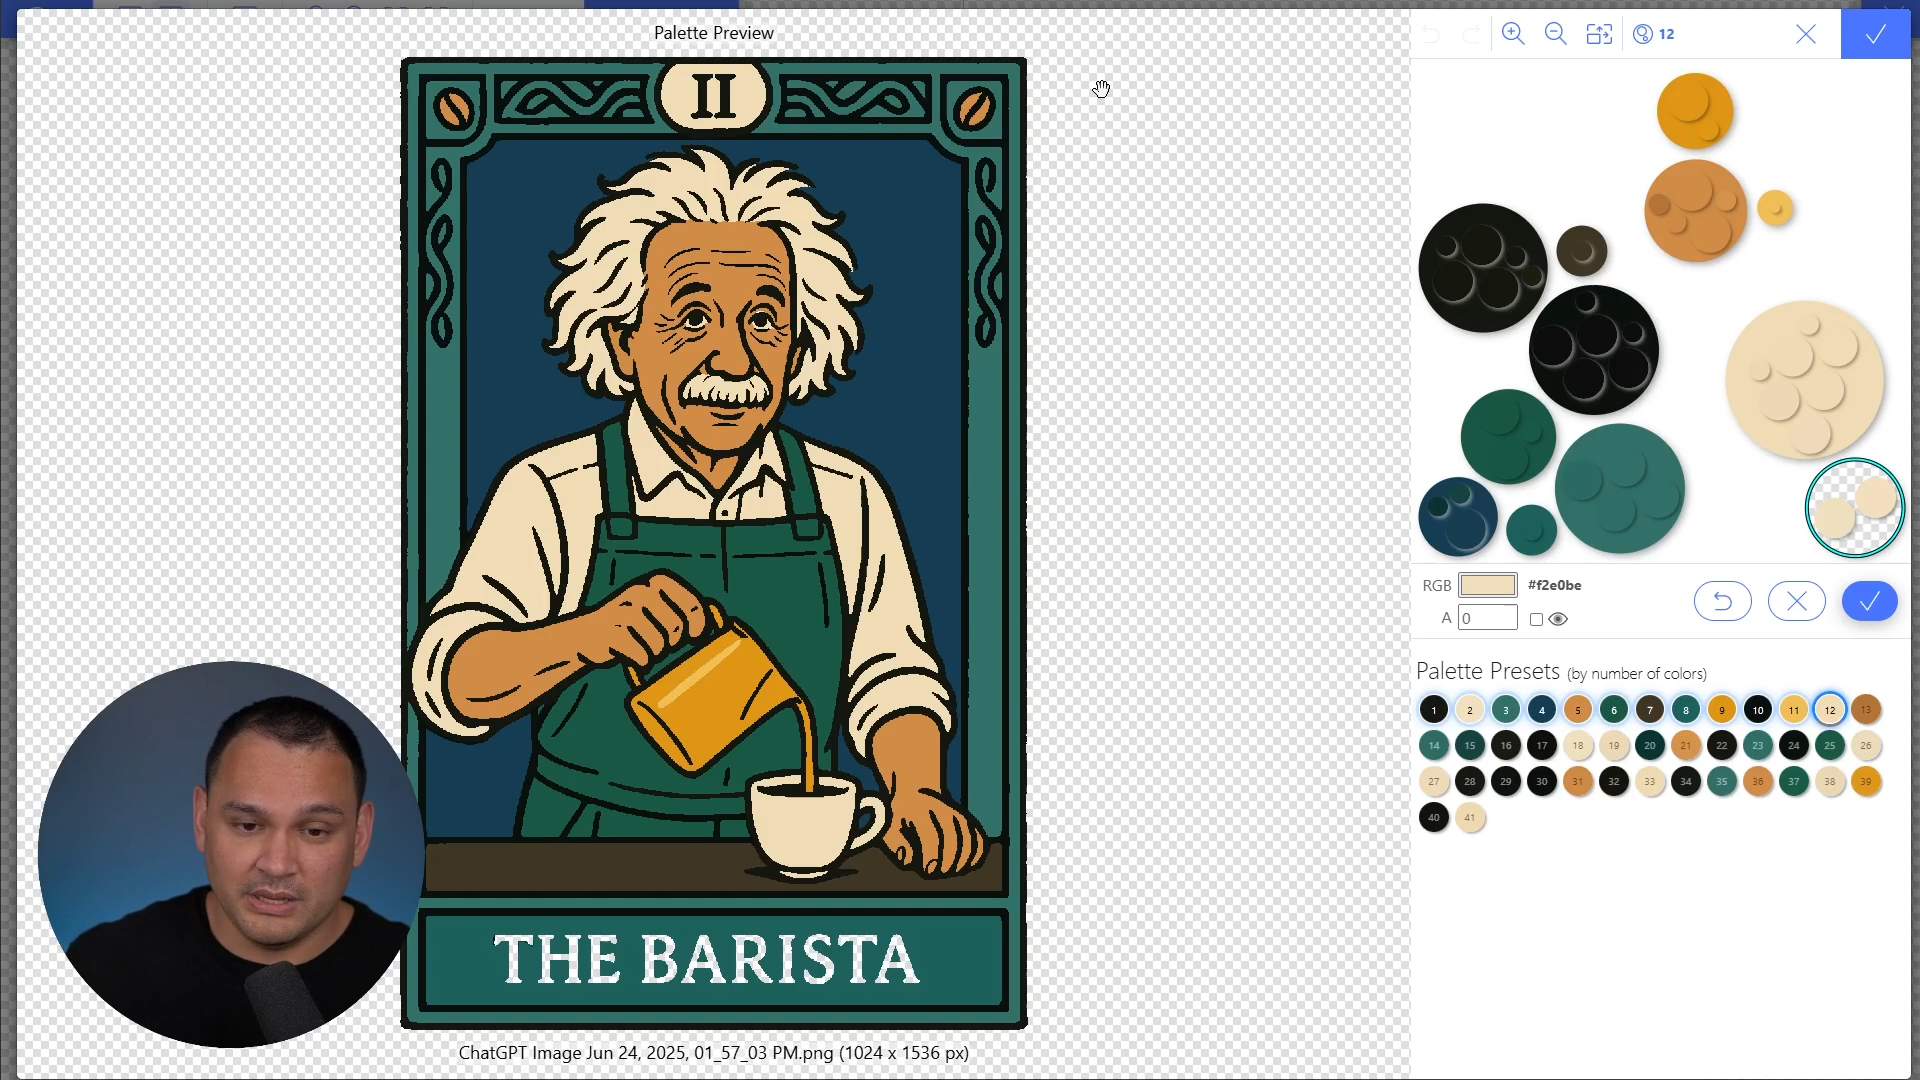 Palette Preview
12
II
THE BARISTA
ChatGPT Image Jun 24, 2025, 01_57_03 PM.png (1024 x 1536 px)
RGB #f2e0be
A 0
Palette Presets (by number of colors)
1 2 3 4 5 6 7 8 9 10 11 12 13
14 15 16 17 18 19 20 21 22 23 24 25 26
27 28 29 30 31 32 33 34 35 36 37 38 39
40 41